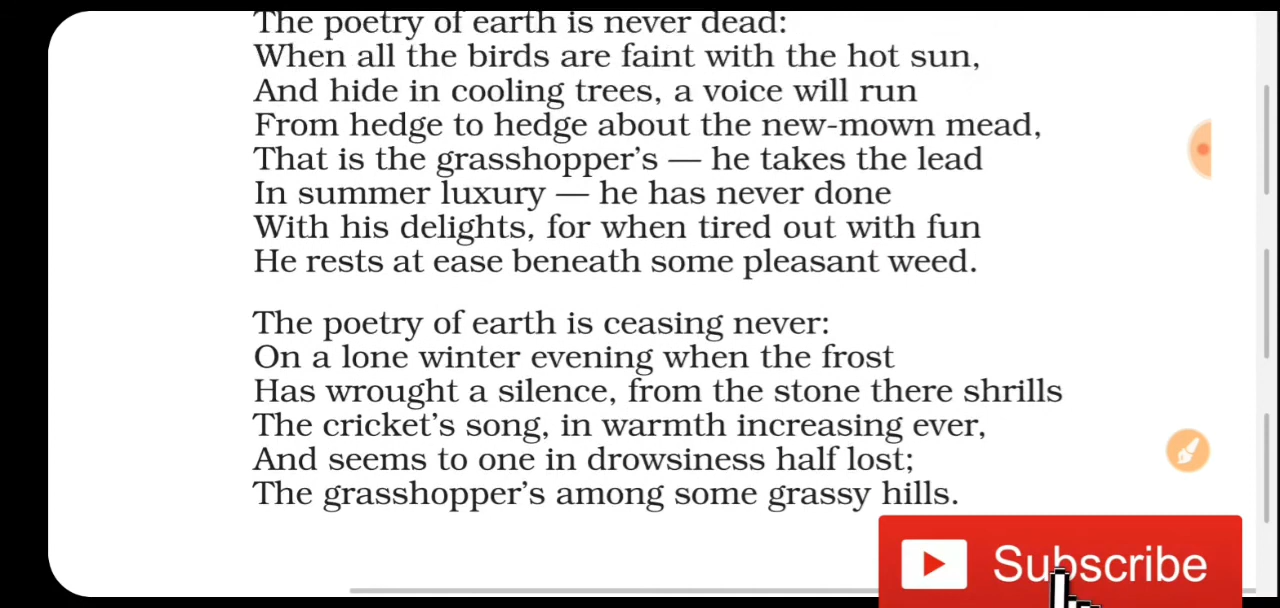 The poetry of earth is never dead:
When all the birds are faint with the hot sun,
And hide in cooling trees, a voice will run
From hedge to hedge about the new-mown mead,
That is the grasshopper's — he takes the lead
In summer luxury — he has never done
With his delights, for when tired out with fun
He rests at ease beneath some pleasant weed.
The poetry of earth is ceasing never:
On a lone winter evening when the frost
Has wrought a silence, from the stone there shrills
The cricket's song, in warmth increasing ever,
And seems to one in drowsiness half lost;
The grasshopper's among some grassy hills.
Subscribe